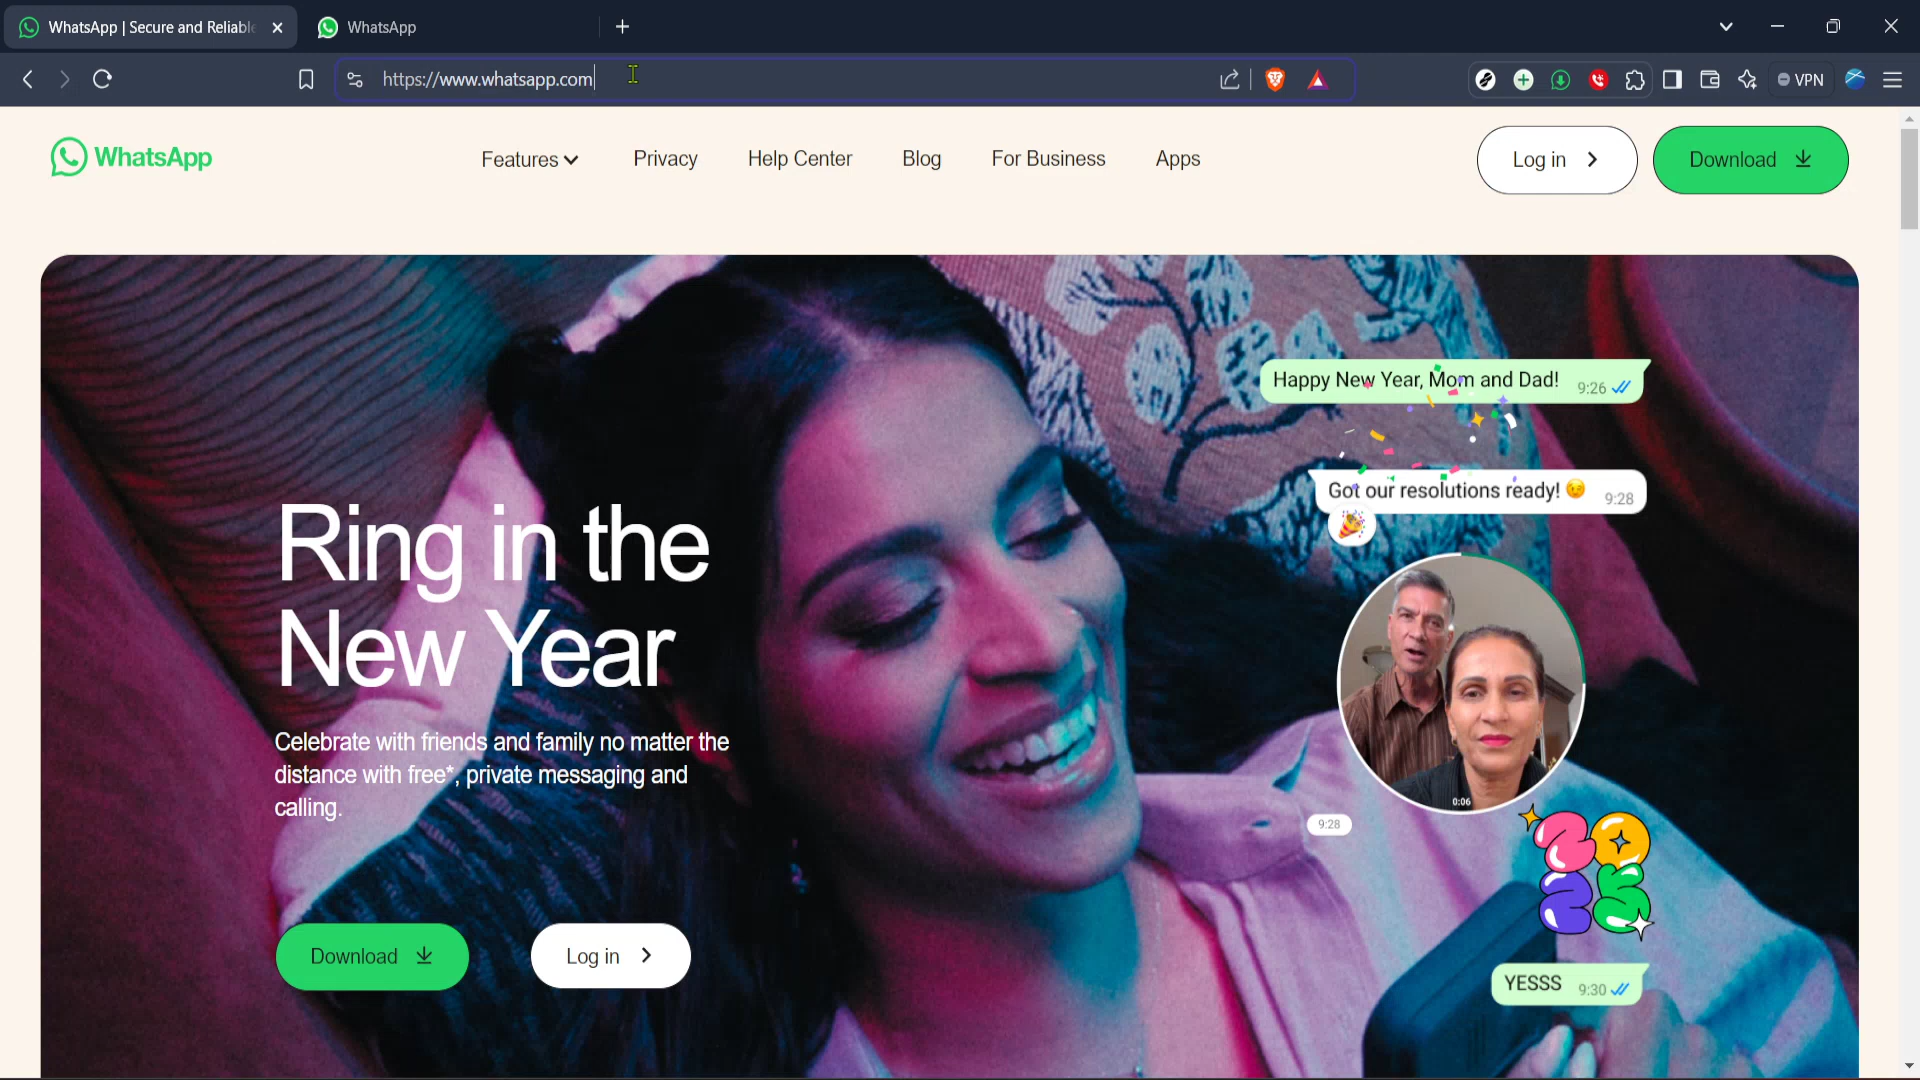 WhatsApp | Secure and Reliable
WhatsApp
https://www.whatsapp.com
VPN
WhatsApp
Features
Privacy
Help Center
Blog
For Business
Apps
Log in
Download
Happy New Year, Mom and Dad! 9:26
Got our resolutions ready! 😉 9:28
Ring in the
New Year
Celebrate with friends and family no matter the
distance with free*, private messaging and
calling.
0:06
9:28
Download
Log in
YESSS 9:30